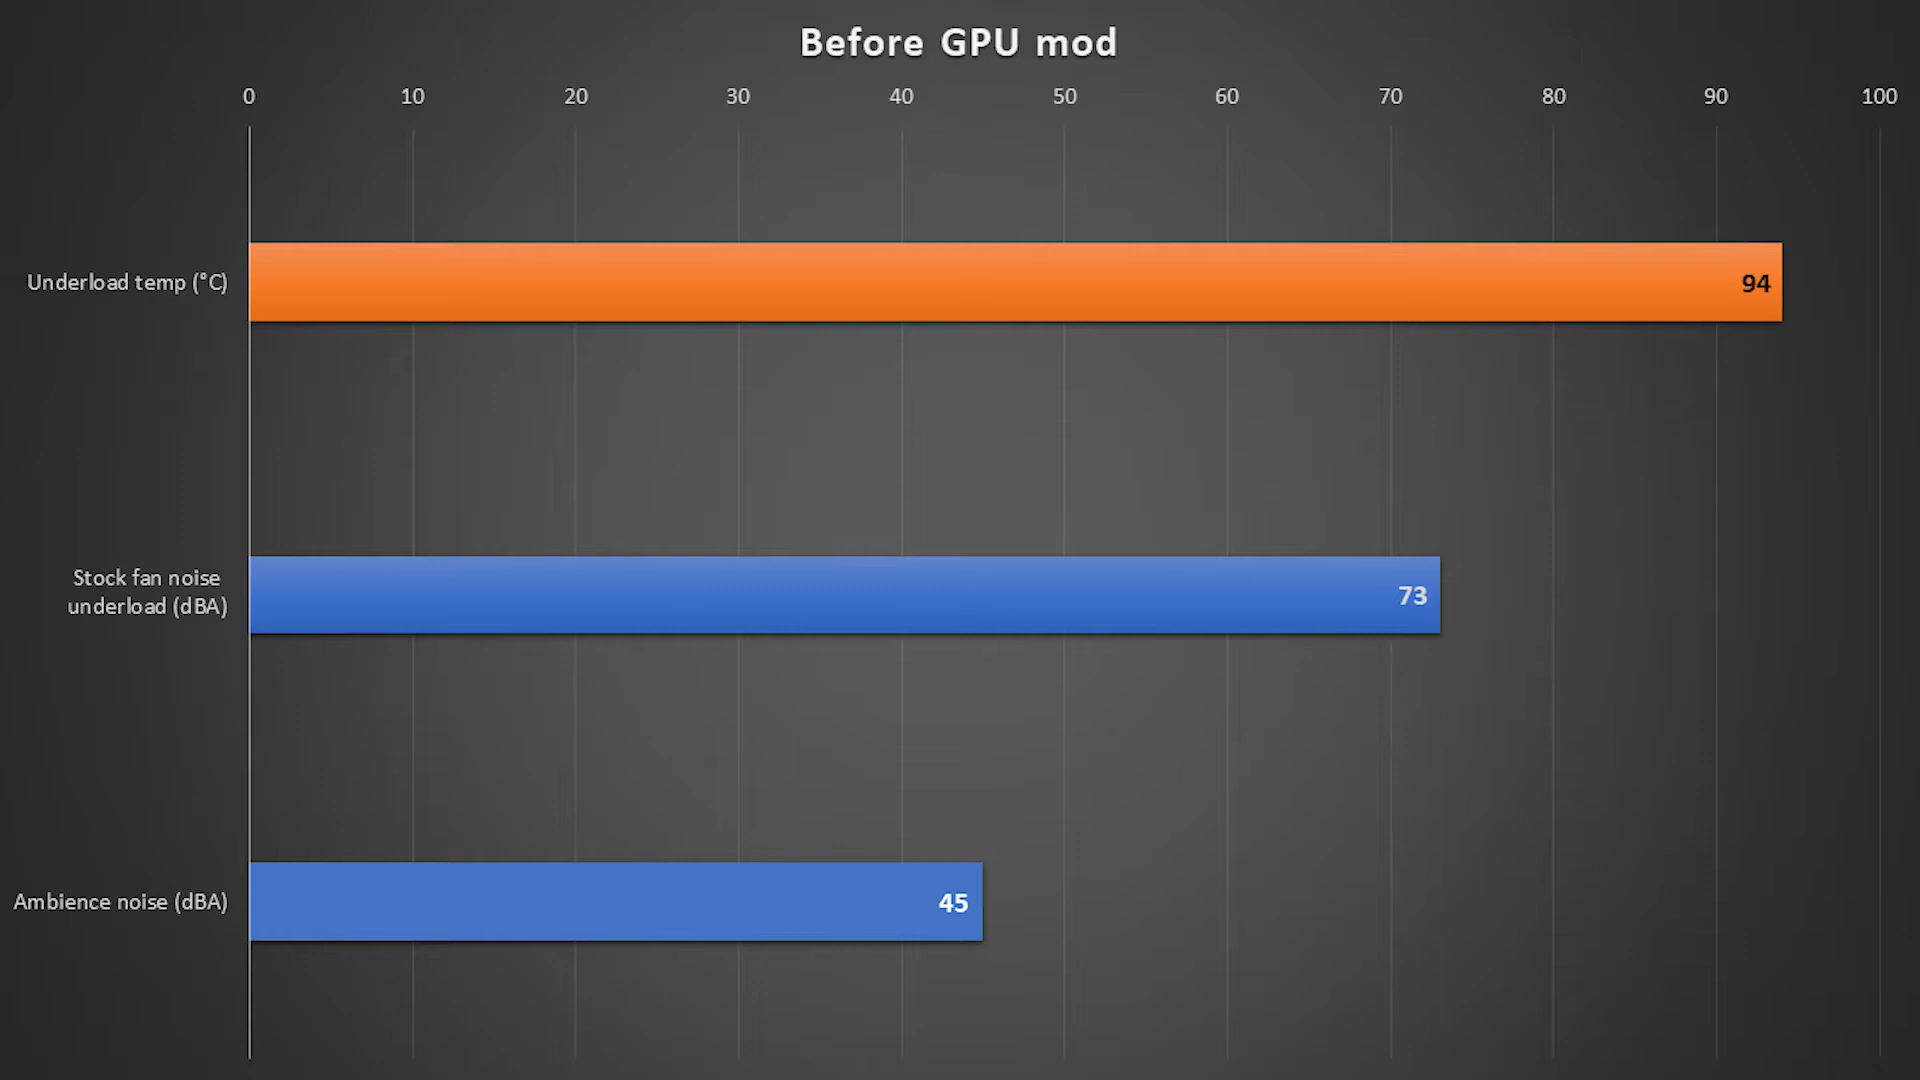 Before GPU mod
0 10 20 30 40 50 60 70 80 90 100
Underload temp (°C)
94
Stock fan noise
underload (dBA)
73
Ambience noise (dBA)
45